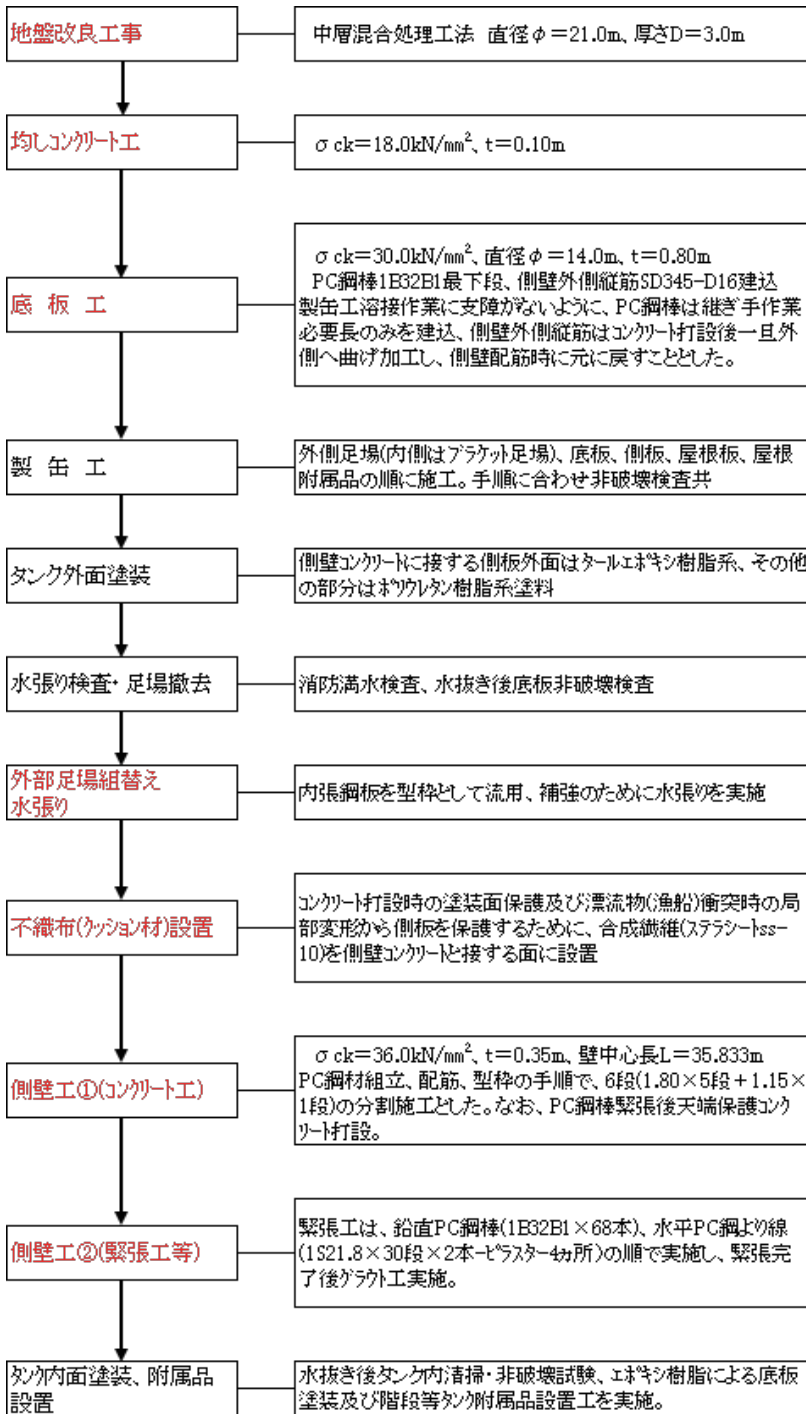 地盤改良工事
中層混合処理工法 直径φ=21.0m、厚さD=3.0m
均しコンクリート工
σck=18.0kN/mm²、t=0.10m
底 板 工
σck=30.0kN/mm²、直径φ=14.0m、t=0.80m
PC鋼棒1B32B1最下段、側壁外側縦筋SD345-D16建込
製缶工溶接作業に支障がないように、PC鋼棒は継ぎ手作業
必要長のみを建込、側壁外側縦筋はコンクリート打設後一旦外
側へ曲げ加工し、側壁配筋時に元に戻すこととした。
製 缶 工
外側足場(内側はブラケット足場)、底板、側板、屋根板、屋根
附属品の順に施工。手順に合わせ非破壊検査共
タンク外面塗装
側壁コンクリートに接する側板外面はタールエポキシ樹脂系、その他
の部分はポリウレタン樹脂系塗料
水張り検査・足場撤去
消防満水検査、水抜き後底板非破壊検査
外部足場組替え
水張り
内張鋼板を型枠として流用、補強のために水張りを実施
不織布(クッション材)設置
コンクリート打設時の塗装面保護及び漂流物(漁船)衝突時の局
部変形から側板を保護するために、合成繊維(ステラシートss-
10)を側壁コンクリートと接する面に設置
側壁工①(コンクリート工)
σck=36.0kN/mm²、t=0.35m、壁中心長L=35.833m
PC鋼材組立、配筋、型枠の手順で、6段(1.80×5段+1.15×
1段)の分割施工とした。なお、PC鋼棒緊張後天端保護コンク
リート打設。
側壁工②(緊張工等)
緊張工は、鉛直PC鋼棒(1B32B1×68本)、水平PC鋼より線
(1S21.8×30段×2本-ピラスター4ヵ所)の順で実施し、緊張完
了後グラウト工実施。
タンク内面塗装、附属品
設置
水抜き後タンク内清掃・非破壊試験、エポキシ樹脂による底板
塗装及び階段等タンク附属品設置工を実施。